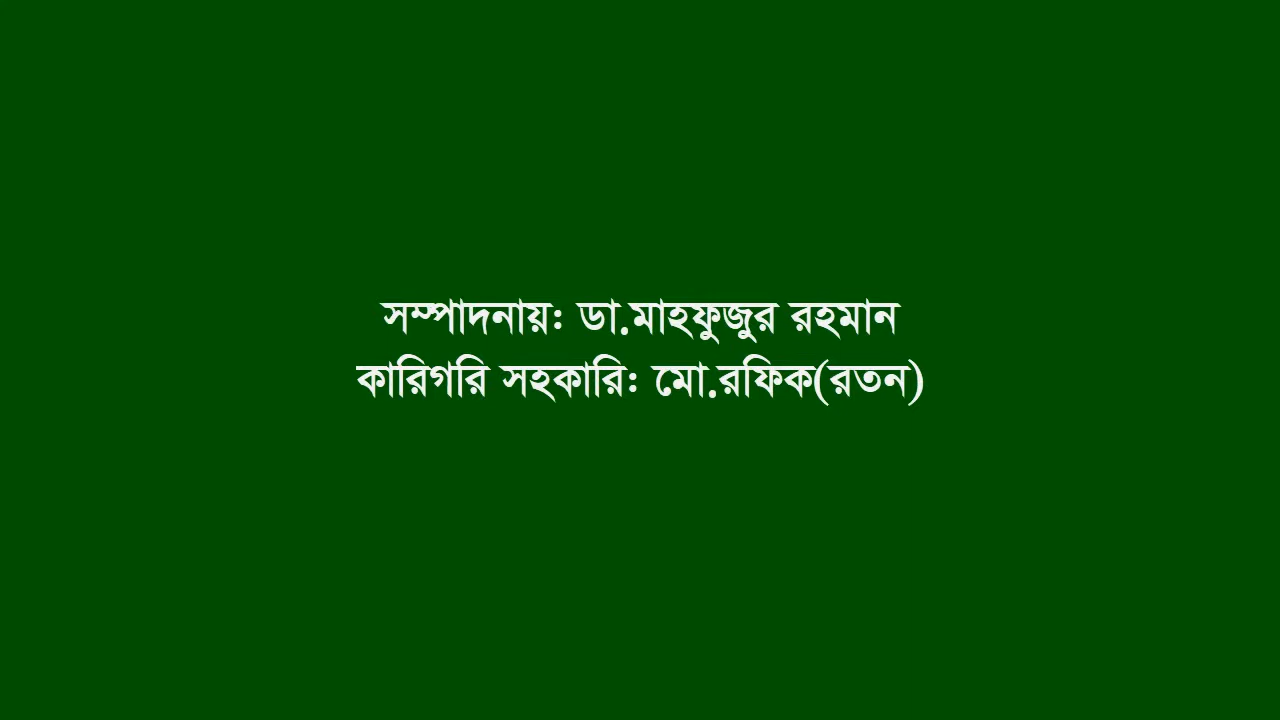 সম্পাদনায়: ডা.মাহফুজুর রহমান
কারিগরি সহকারি: মো.রফিক(রতন)